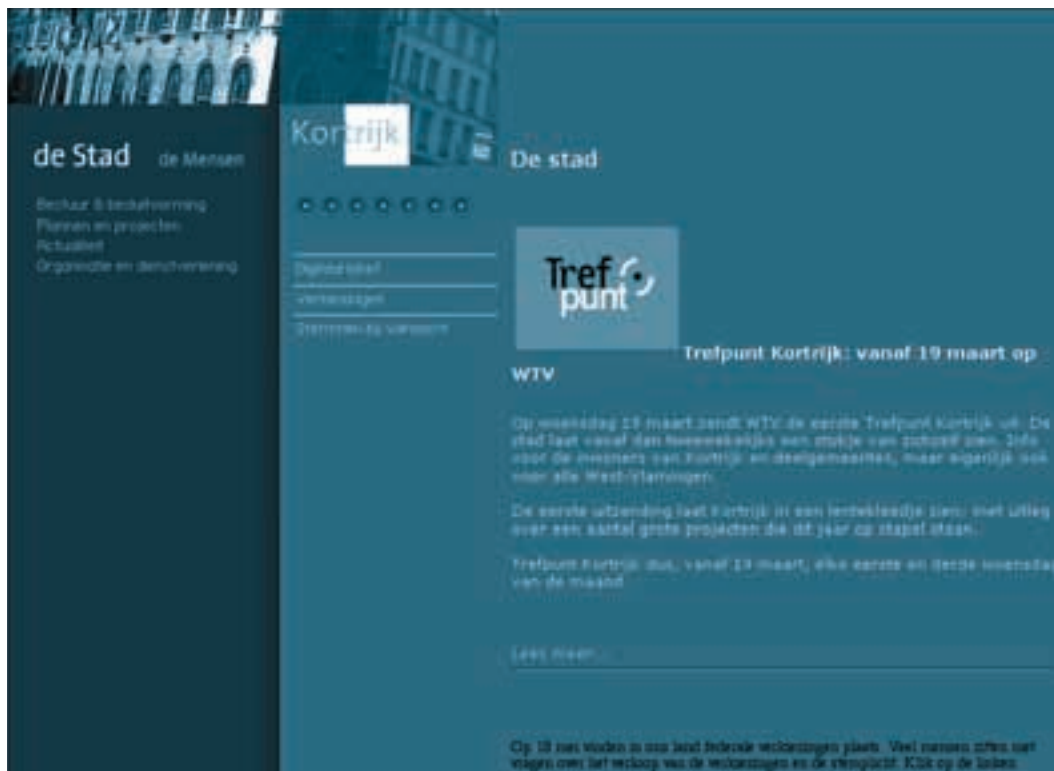 de Stad de Mensen
Bestuur & besluitvorming
Plannen en projecten
Actualiteit
Organisatie en dienstverlening
Kortrijk
Verkiezingen
De stad
Tref
punt
Trefpunt Kortrijk: vanaf 19 maart op
WTV
Op woensdag 19 maart zendt WTV de eerste Trefpunt Kortrijk uit. De
stad laat vanaf dan tweewekelijks een stukje van zichzelf zien. Info
voor de inwoners van Kortrijk en deelgemeenten, maar eigenlijk ook
voor alle West-Vlamingen.
De eerste uitzending laat Kortrijk in een lentekleedje zien: met uitleg
over een aantal grote projecten die dit jaar op stapel staan.
Trefpunt Kortrijk dus, vanaf 19 maart, elke eerste en derde woensdag
van de maand
Lees meer...
Op 18 mei vinden in ons land federale verkiezingen plaats. Veel mensen zitten met
vragen over het verloop van de verkiezingen en de stemplicht. Klik op de linken